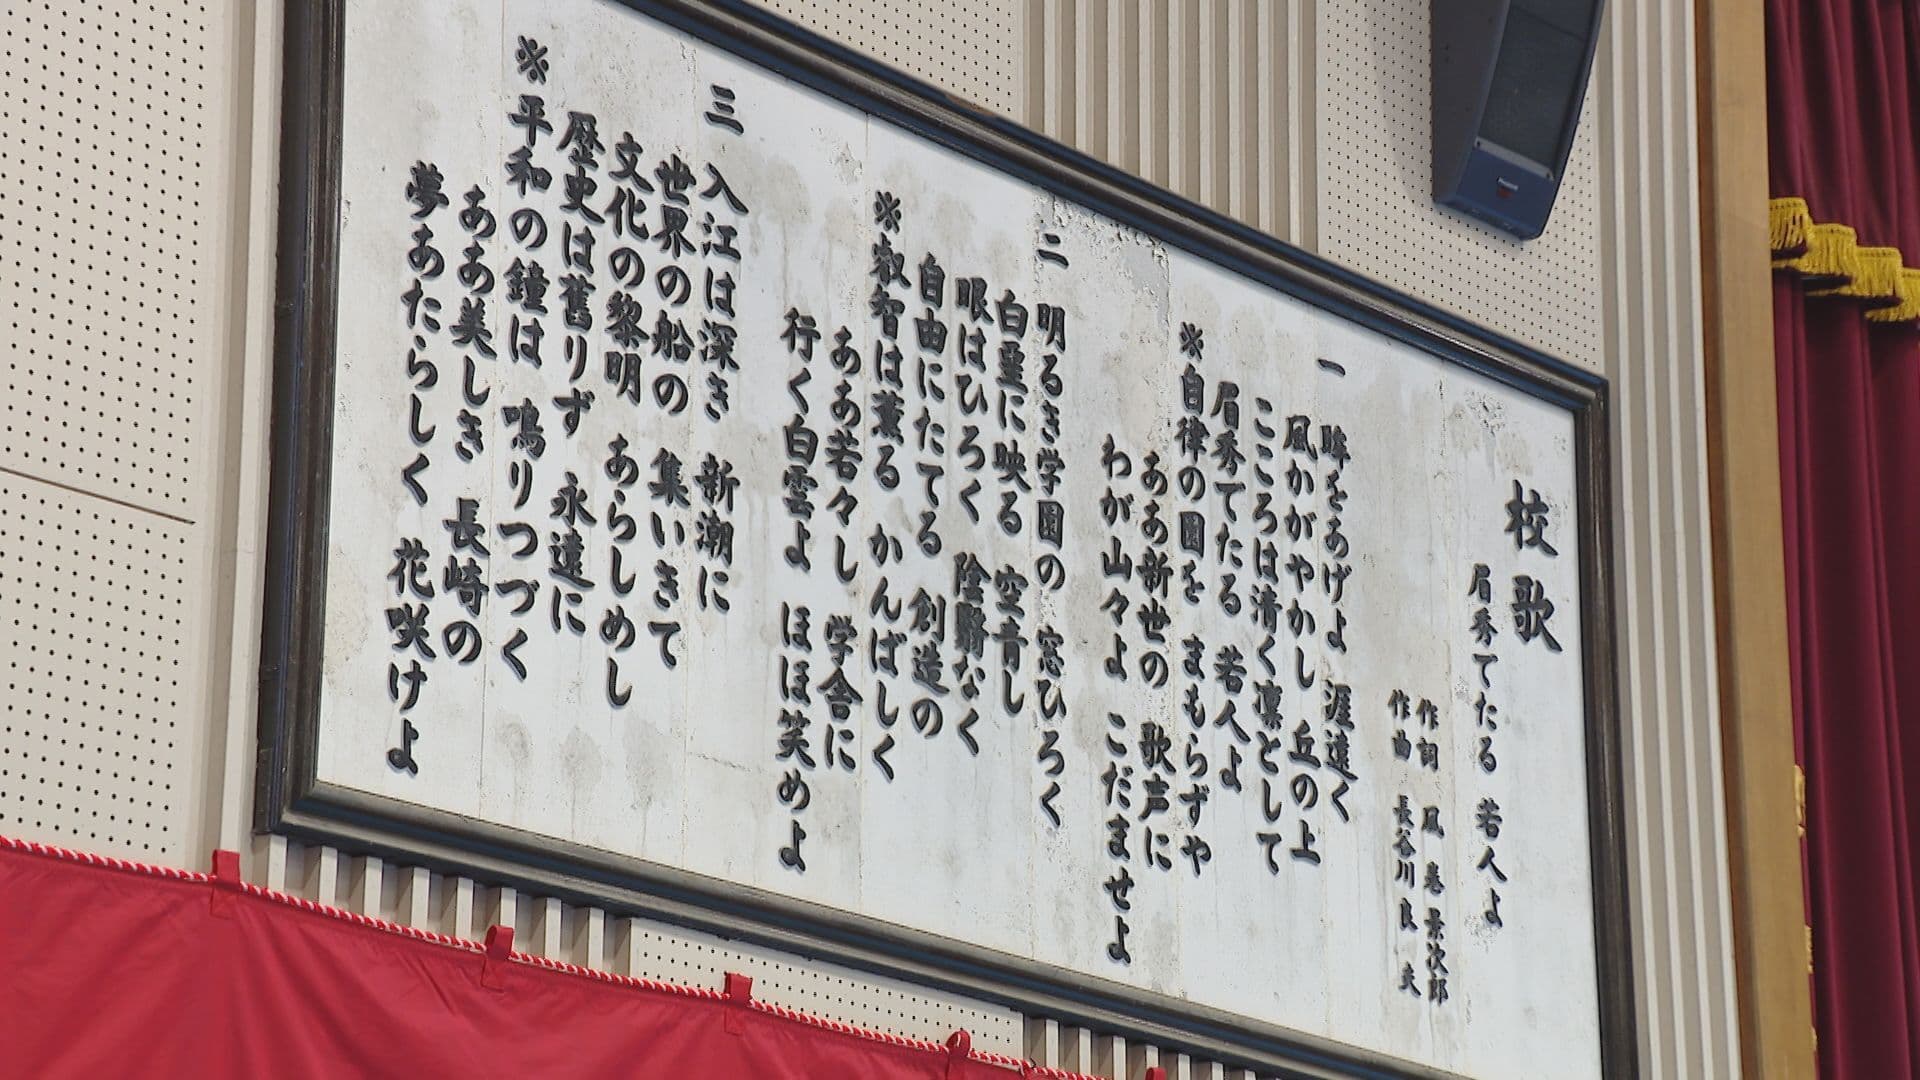 校歌
眉秀でたる 若人よ
作詞 風巻景次郎
作曲 長谷川良夫
一 眸をあげよ 涯遠く
風かがやかし 丘の上
こころは清く凛として
眉秀でたる 若人よ
※自律の園を まもらずや
ああ新世の 歌声に
わが山々よ こだませよ
二 明るき学園の 窓ひろく
白堊に映る 空青し
眼はひろく 陰翳なく
自由にたてる 創造の
※叡智は薫る かんばしく
ああ若々し 学舎に
行く白雲よ ほほ笑めよ
三 入江は深き 新潮に
世界の船の 集いきて
文化の黎明 あらしめし
歴史は舊りず 永遠に
※平和の鐘は 鳴りつづく
ああ美しき 長崎の
夢あたらしく 花咲けよ